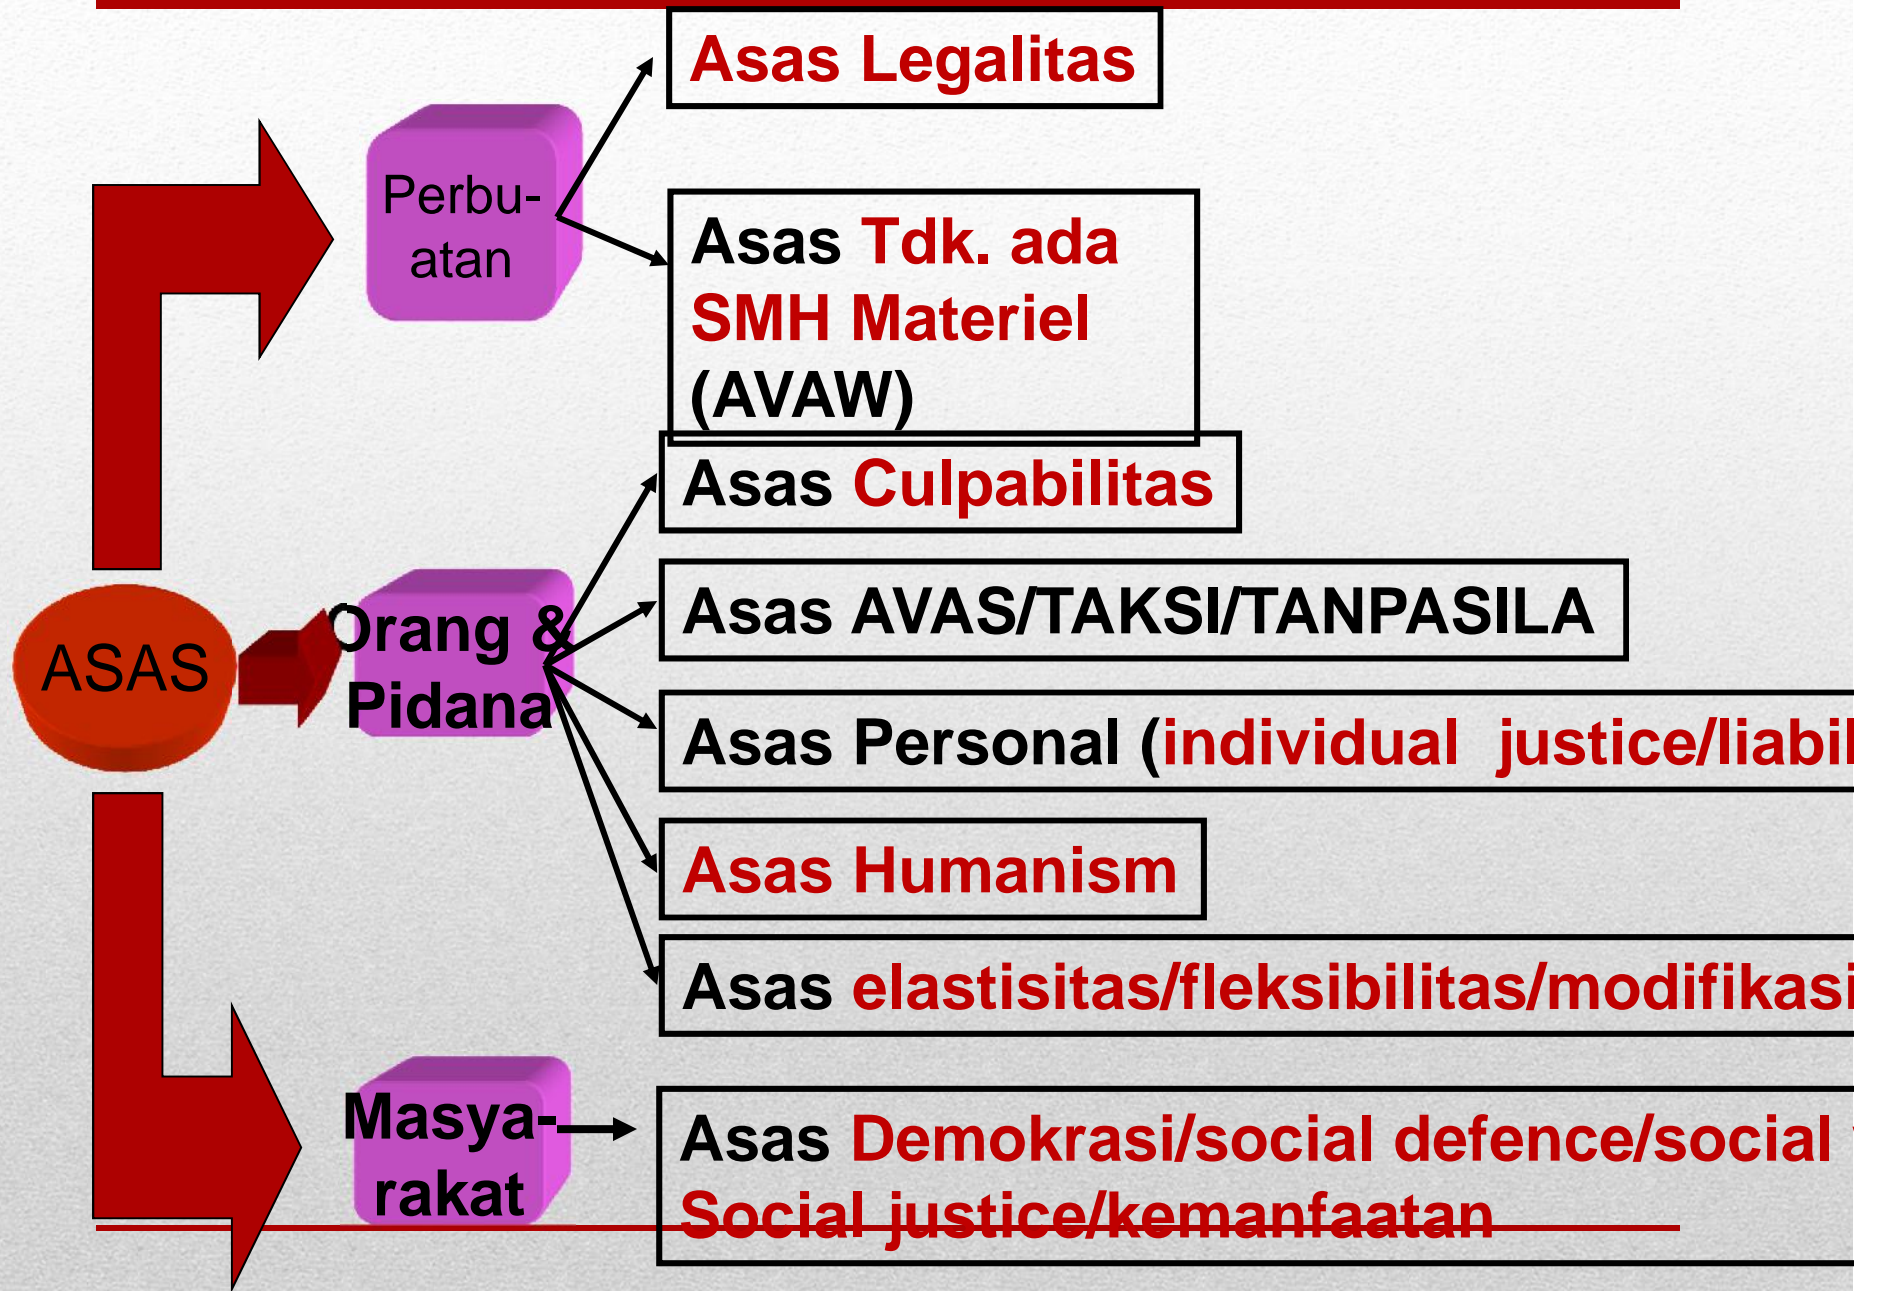 Asas Legalitas
Perbu-
atan
Asas Tdk. ada
SMH Materiel
(AVAW)
Asas Culpabilitas
Asas AVAS/TAKSI/TANPASILA
ASAS
Orang &
Pidana
Asas Personal (individual justice/liabil
Asas Humanism
Asas elastisitas/fleksibilitas/modifikasi
Masya-
rakat
Asas Demokrasi/social defence/social
Social justice/kemanfaatan